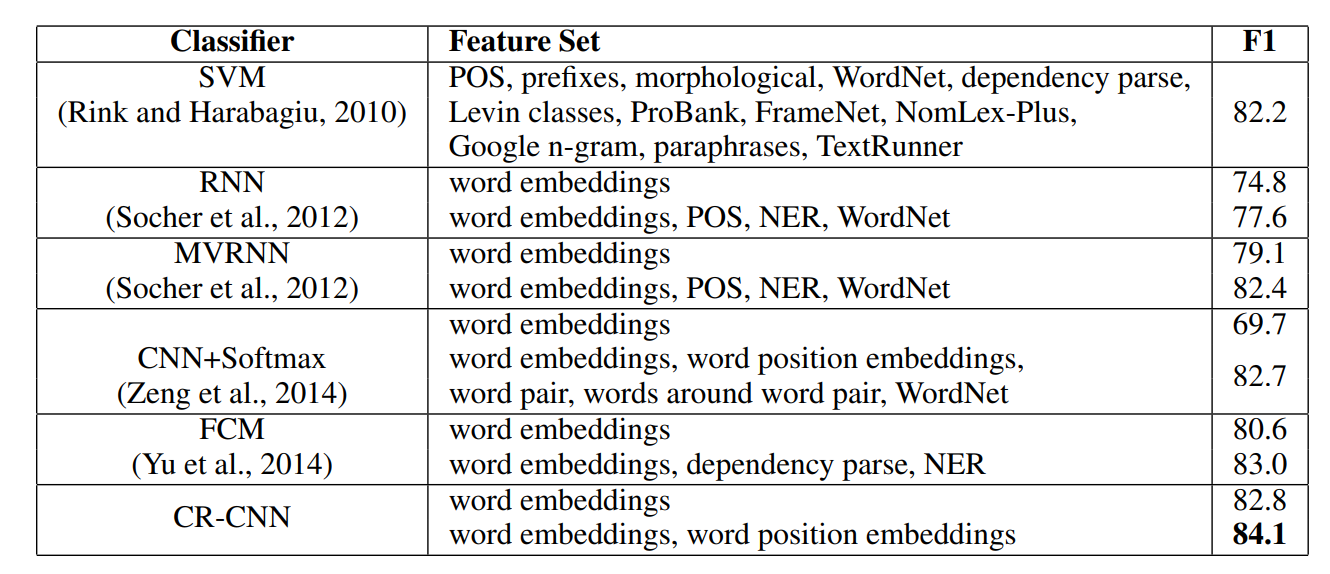 Classifier Feature Set F1
SVM
(Rink and Harabagiu, 2010)
POS, prefixes, morphological, WordNet, dependency parse,
Levin classes, ProBank, FrameNet, NomLex-Plus,
Google n-gram, paraphrases, TextRunner
82.2
RNN
(Socher et al., 2012)
word embeddings 74.8
word embeddings, POS, NER, WordNet 77.6
MVRNN
(Socher et al., 2012)
word embeddings 79.1
word embeddings, POS, NER, WordNet 82.4
CNN+Softmax
(Zeng et al., 2014)
word embeddings 69.7
word embeddings, word position embeddings,
word pair, words around word pair, WordNet
82.7
FCM
(Yu et al., 2014)
word embeddings 80.6
word embeddings, dependency parse, NER 83.0
CR-CNN
word embeddings 82.8
word embeddings, word position embeddings 84.1